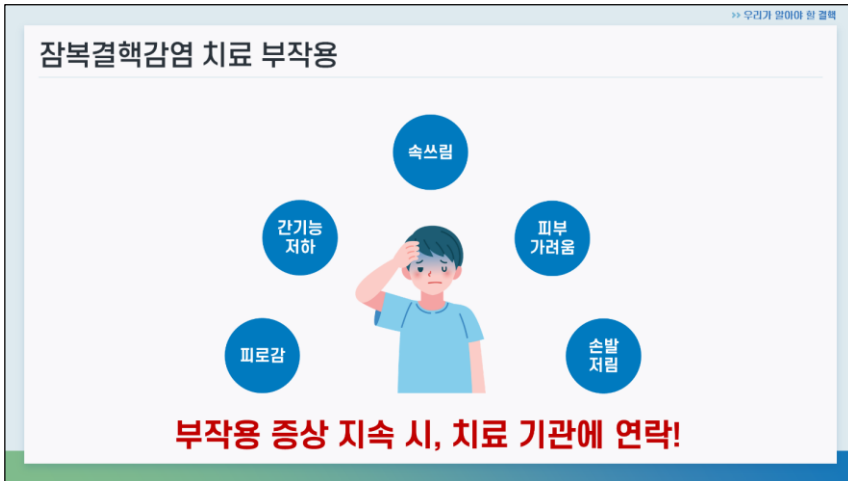 >> 우리가 알아야 할 결핵
잠복결핵감염 치료 부작용
속쓰림
간기능
저하
피부
가려움
피로감
손발
저림
부작용 증상 지속 시, 치료 기관에 연락!